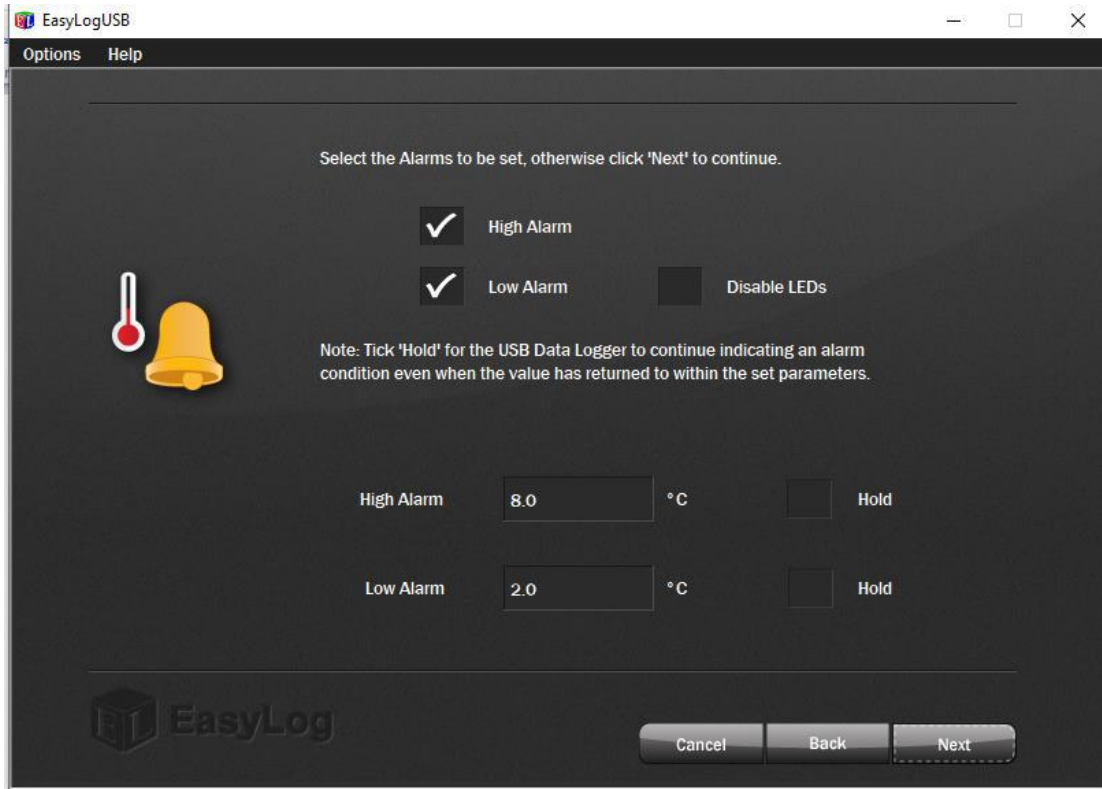 EasyLogUSB
Options Help
Select the Alarms to be set, otherwise click 'Next' to continue.
High Alarm
Low Alarm Disable LEDs
Note: Tick 'Hold' for the USB Data Logger to continue indicating an alarm
condition even when the value has returned to within the set parameters.
High Alarm 8.0 °C Hold
Low Alarm 2.0 °C Hold
EL EasyLog
Cancel Back Next